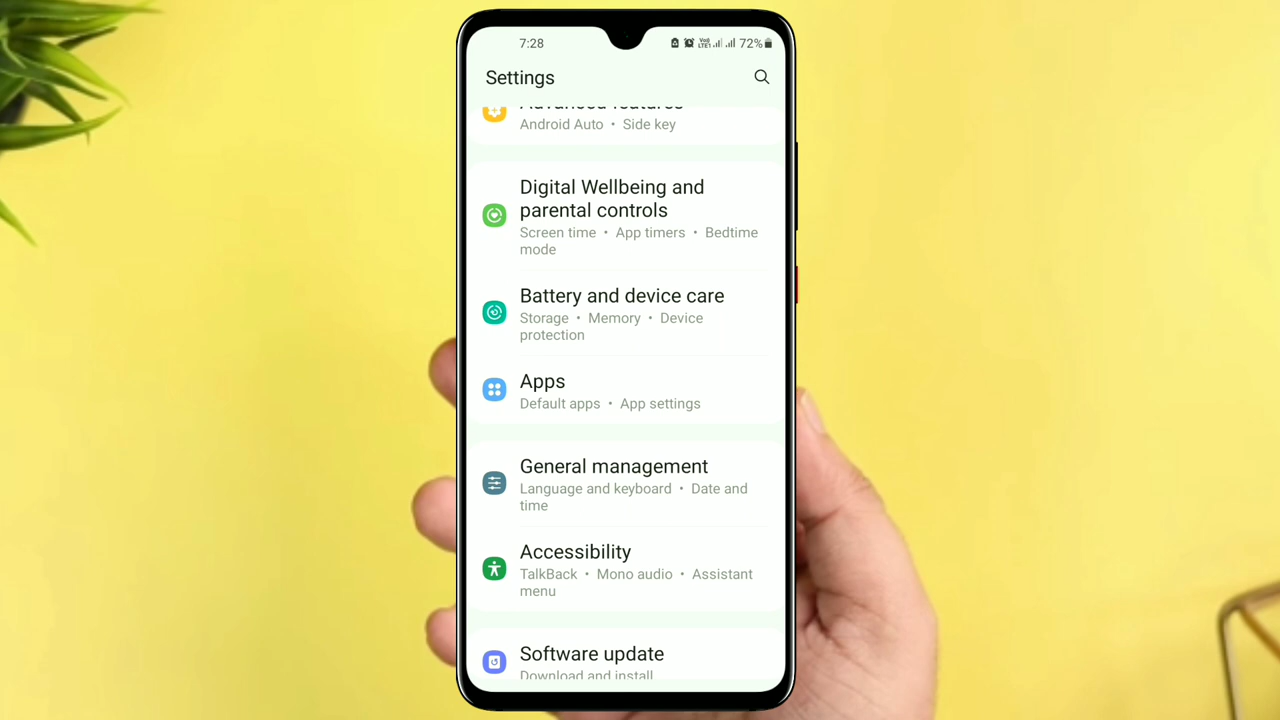 7:28 Vo) LTE1 72%
Settings
Advanced features
Android Auto • Side key
Digital Wellbeing and
parental controls
Screen time • App timers • Bedtime
mode
Battery and device care
Storage • Memory • Device
protection
Apps
Default apps • App settings
General management
Language and keyboard • Date and
time
Accessibility
TalkBack • Mono audio • Assistant
menu
Software update
Download and install